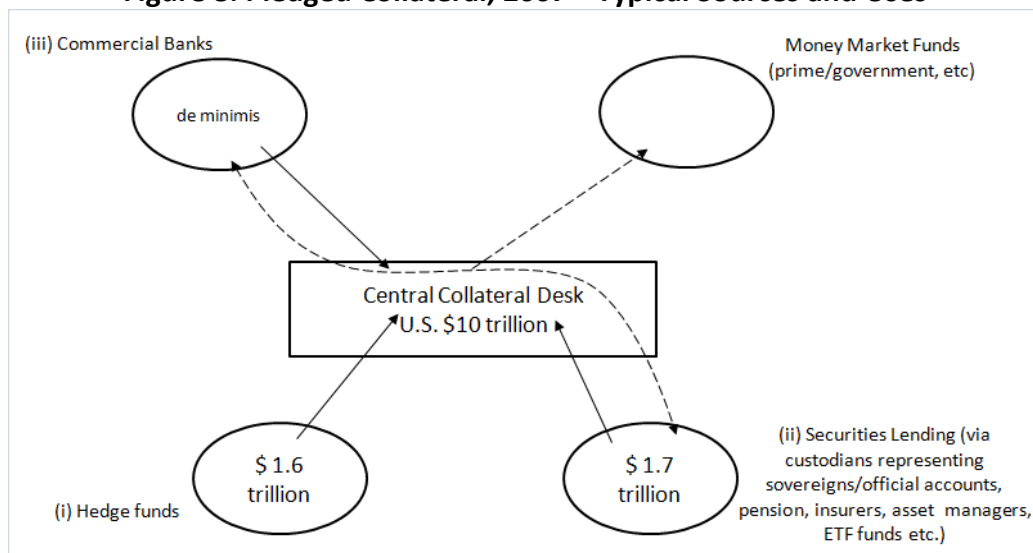 (iii) Commercial Banks
de minimis
Money Market Funds
(prime/government, etc)
Central Collateral Desk
U.S. $10 trillion
$ 1.6
trillion
(i) Hedge funds
$ 1.7
trillion
(ii) Securities Lending (via
custodians representing
sovereigns/official accounts,
pension, insurers, asset managers,
ETF funds etc.)